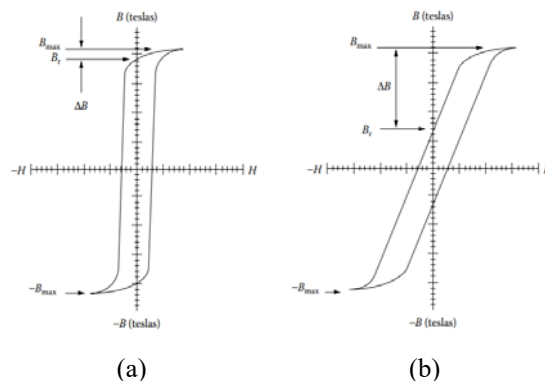 B (teslas)
Bmax
Br
ΔB
–H
H
–Bmax
–B (teslas)
(a)
B (teslas)
Bmax
ΔB
Br
–H
–Bmax
–B (teslas)
(b)